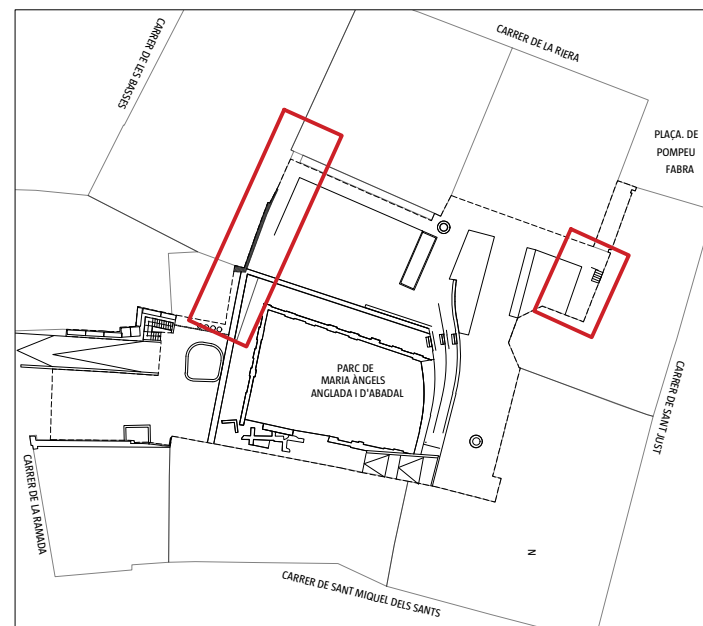 CARRER DE LES BASSES
CARRER DE LA RIERA
PLAÇA. DE
POMPEU
FABRA
PARC DE
MARIA ÀNGELS
ANGLADA I D'ABADAL
CARRER DE SANT JUST
CARRER DE LA RAMADA
N
CARRER DE SANT MIQUEL DELS SANTS